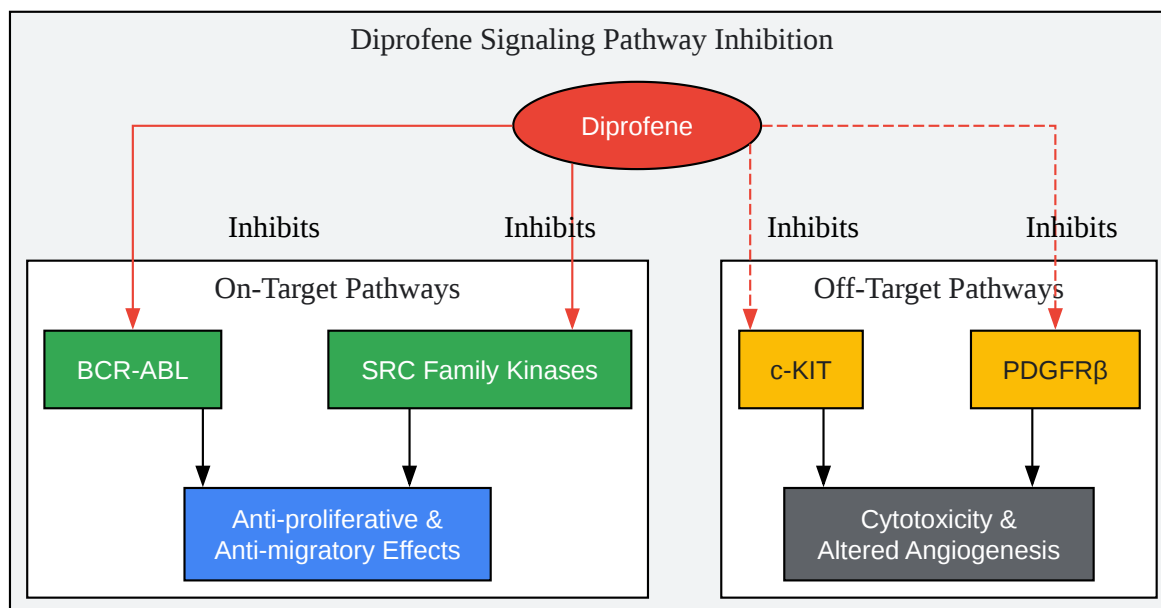 Diprofene Signaling Pathway Inhibition
Diprofene
Inhibits
Inhibits
Inhibits
Inhibits
On-Target Pathways
Off-Target Pathways
BCR-ABL
SRC Family Kinases
c-KIT
PDGFRβ
Anti-proliferative &
Anti-migratory Effects
Cytotoxicity &
Altered Angiogenesis